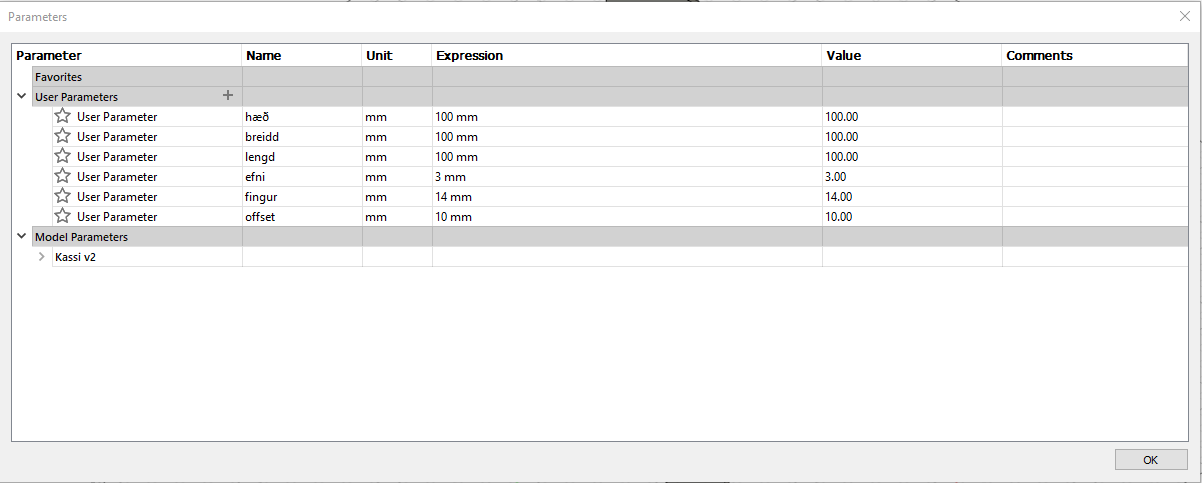 Parameters
Parameter Name Unit Expression Value Comments
Favorites
User Parameters +
User Parameter hæð mm 100 mm 100.00
User Parameter breidd mm 100 mm 100.00
User Parameter lengd mm 100 mm 100.00
User Parameter efni mm 3 mm 3.00
User Parameter fingur mm 14 mm 14.00
User Parameter offset mm 10 mm 10.00
Model Parameters
Kassi v2
OK